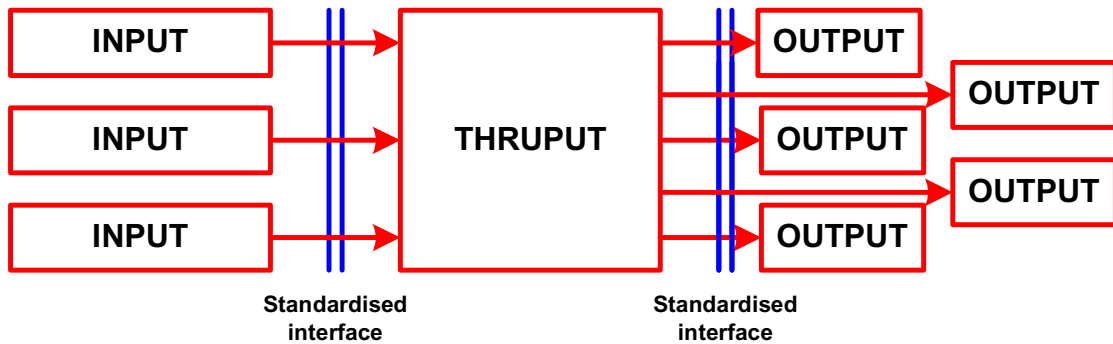 INPUT
OUTPUT
OUTPUT
INPUT
THRUPUT
OUTPUT
OUTPUT
INPUT
OUTPUT
Standardised
interface
Standardised
interface